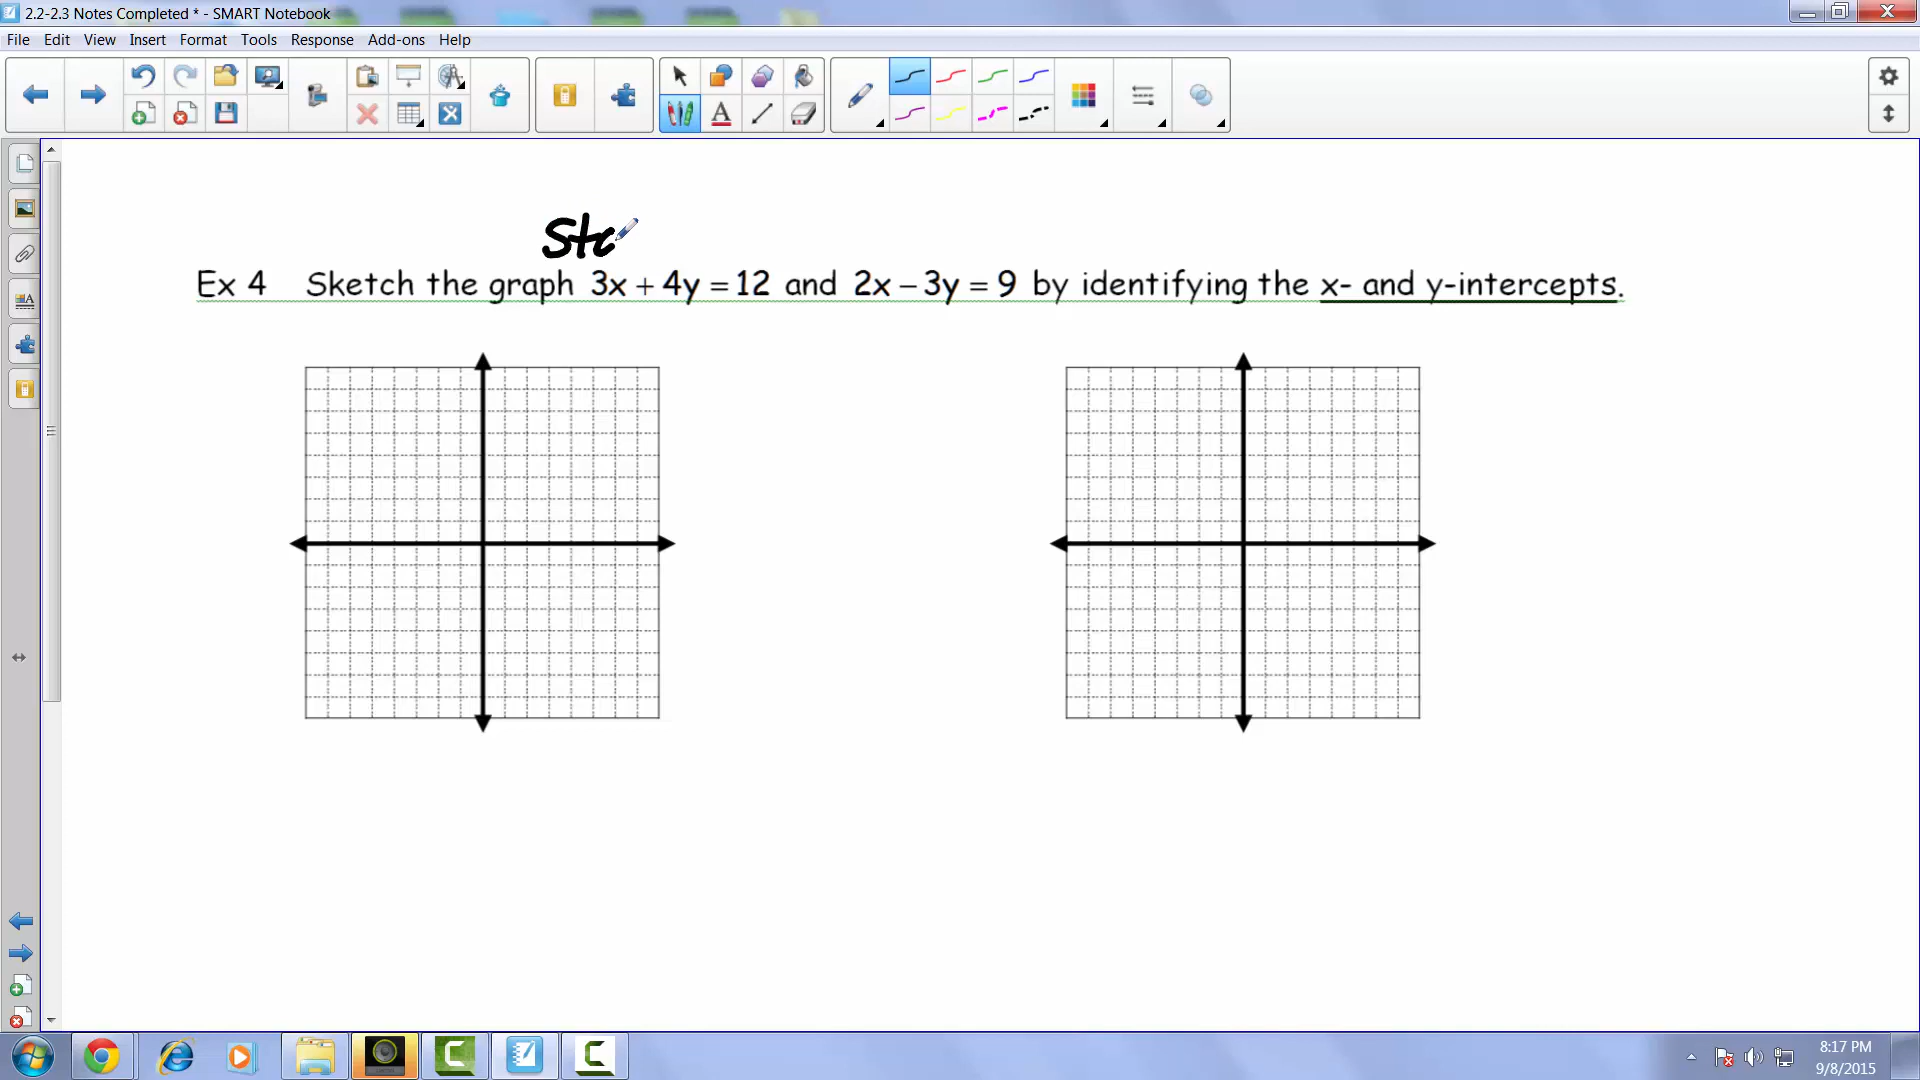 2.2-2.3 Notes Completed * - SMART Notebook
File Edit View Insert Format Tools Response Add-ons Help
Sta
Ex 4 Sketch the graph 3x + 4y = 12 and 2x – 3y = 9 by identifying the x- and y-intercepts.
8:17 PM
9/8/2015